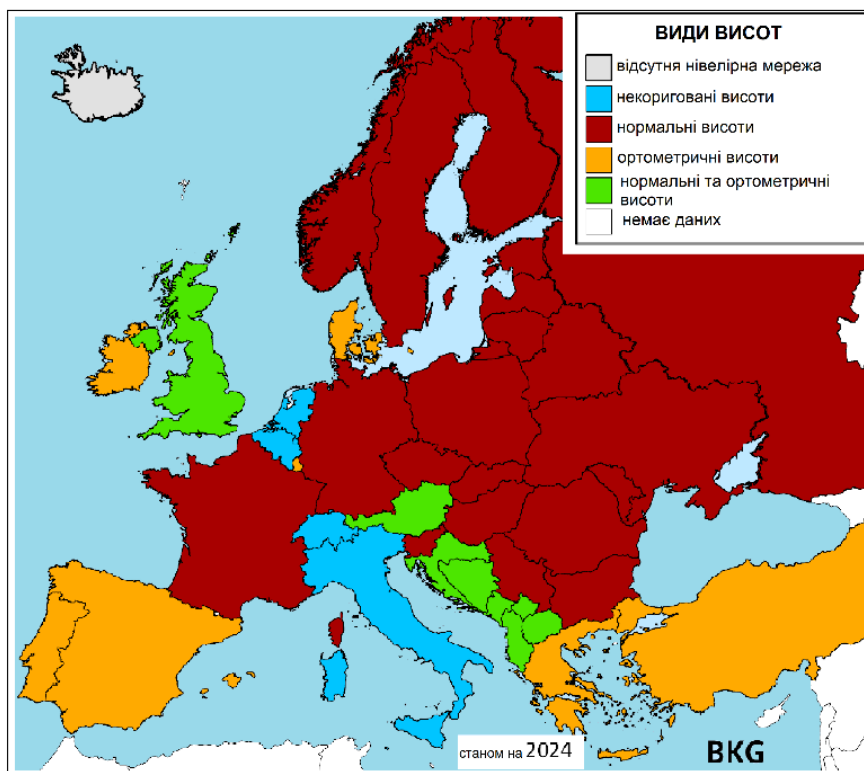 ВИДИ ВИСОТ
відсутня нівелірна мережа
некориговані висоти
нормальні висоти
ортометричні висоти
нормальні та ортометричні
висоти
немає даних
станом на 2024
BKG